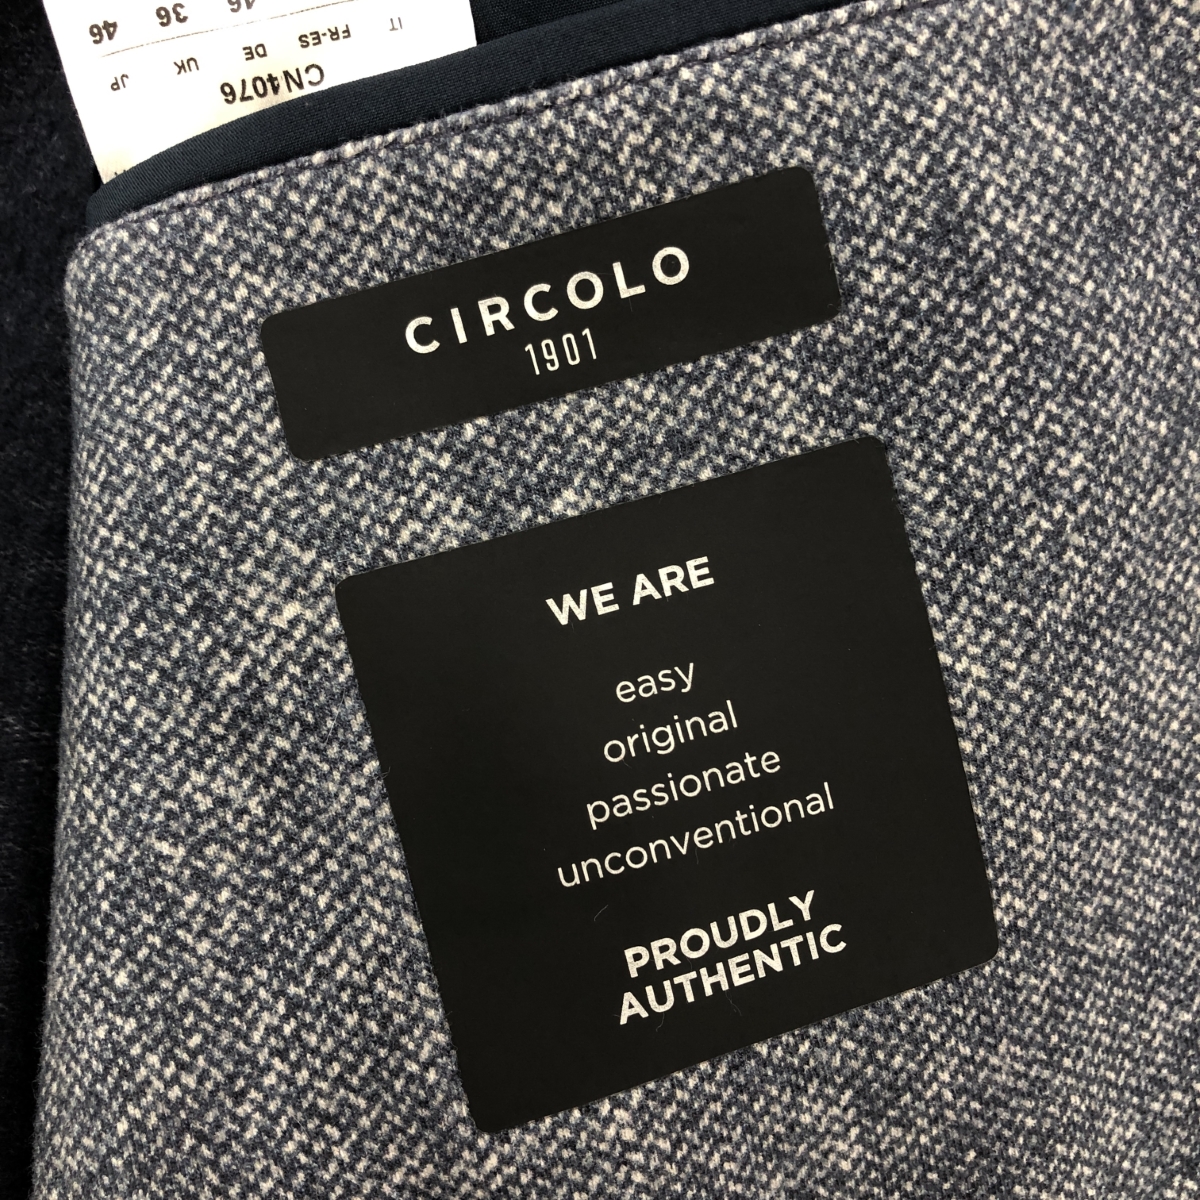 CN4076
IT FR-ES DE UK JP
46 36 46
CIRCOLO
1901
WE ARE
easy
original
passionate
unconventional
PROUDLY
AUTHENTIC